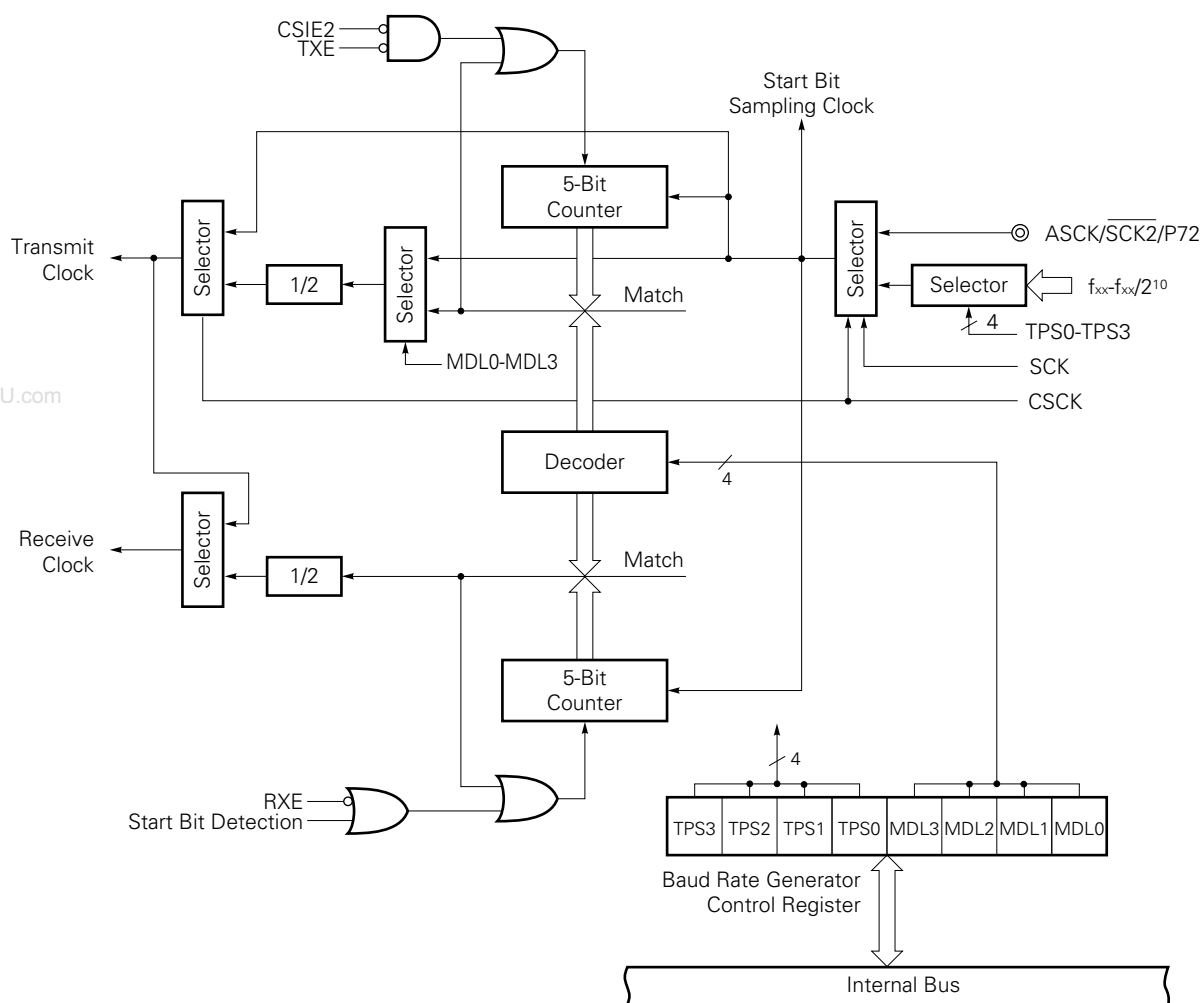 CSIE2
TXE
Start Bit
Sampling Clock
5-Bit
Counter
Selector
Selector
Selector
ASCK/S̅C̅K̅2̅/P72
Transmit
Clock
1/2
Selector
fxx-fxx/2¹⁰
Match
4
TPS0-TPS3
MDL0-MDL3
SCK
U.com
CSCK
Decoder
4
Selector
Receive
Clock
1/2
Match
5-Bit
Counter
4
RXE
Start Bit Detection
TPS3 TPS2 TPS1 TPS0 MDL3 MDL2 MDL1 MDL0
Baud Rate Generator
Control Register
Internal Bus